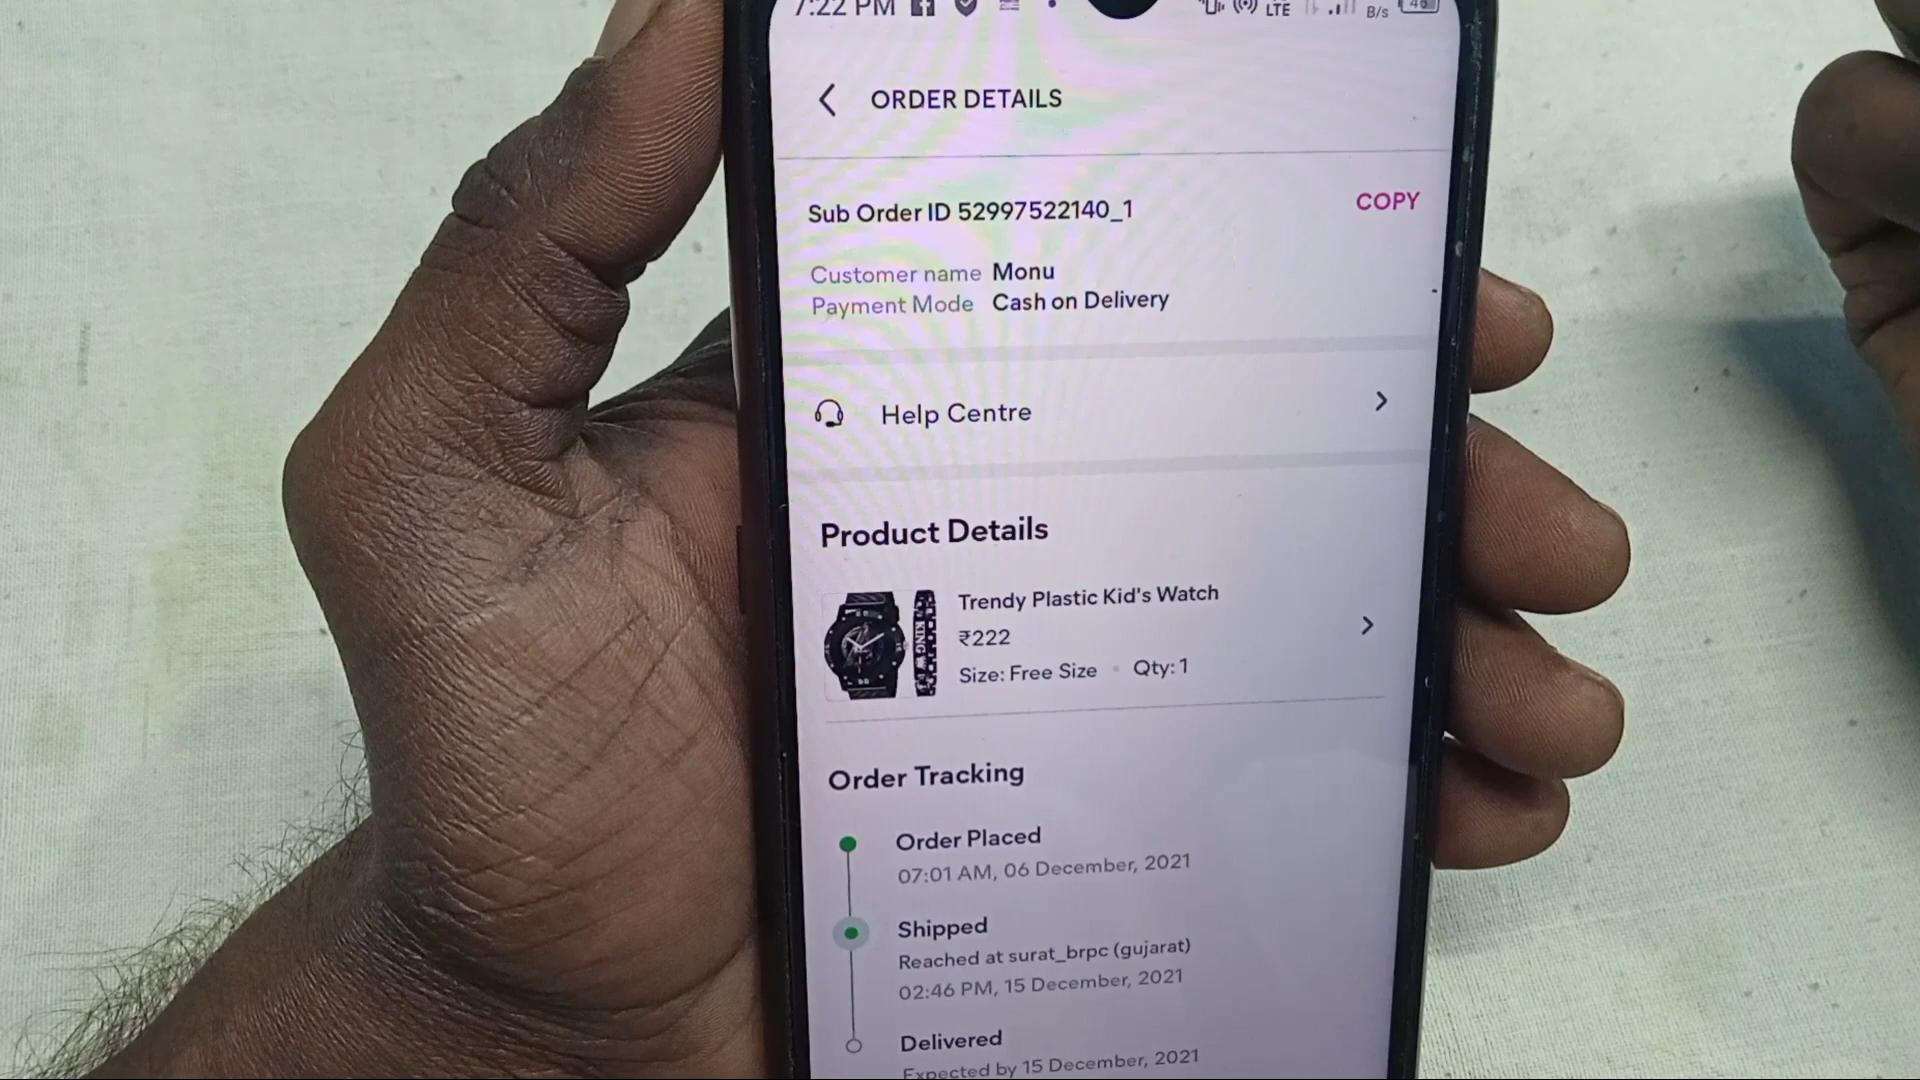 7:22 PM LTE B/s 46
ORDER DETAILS
Sub Order ID 52997522140_1
COPY
Customer name Monu
Payment Mode Cash on Delivery
Help Centre
Product Details
Trendy Plastic Kid's Watch
₹222
Size: Free Size • Qty: 1
KING
Order Tracking
Order Placed
07:01 AM, 06 December, 2021
Shipped
Reached at surat_brpc (gujarat)
02:46 PM, 15 December, 2021
Delivered
Expected by 15 December, 2021